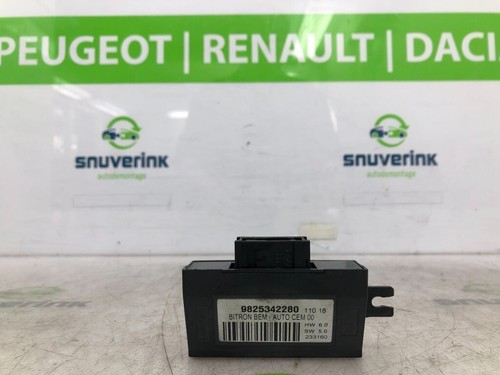 PEUGEOT | RENAULT | DACI
snuverink
autodemontage
snuverink
autodemontage
9825342280 110 16
BITRON BEM - AUTO CEM 00
HW 6.0
SW 5.0
233160